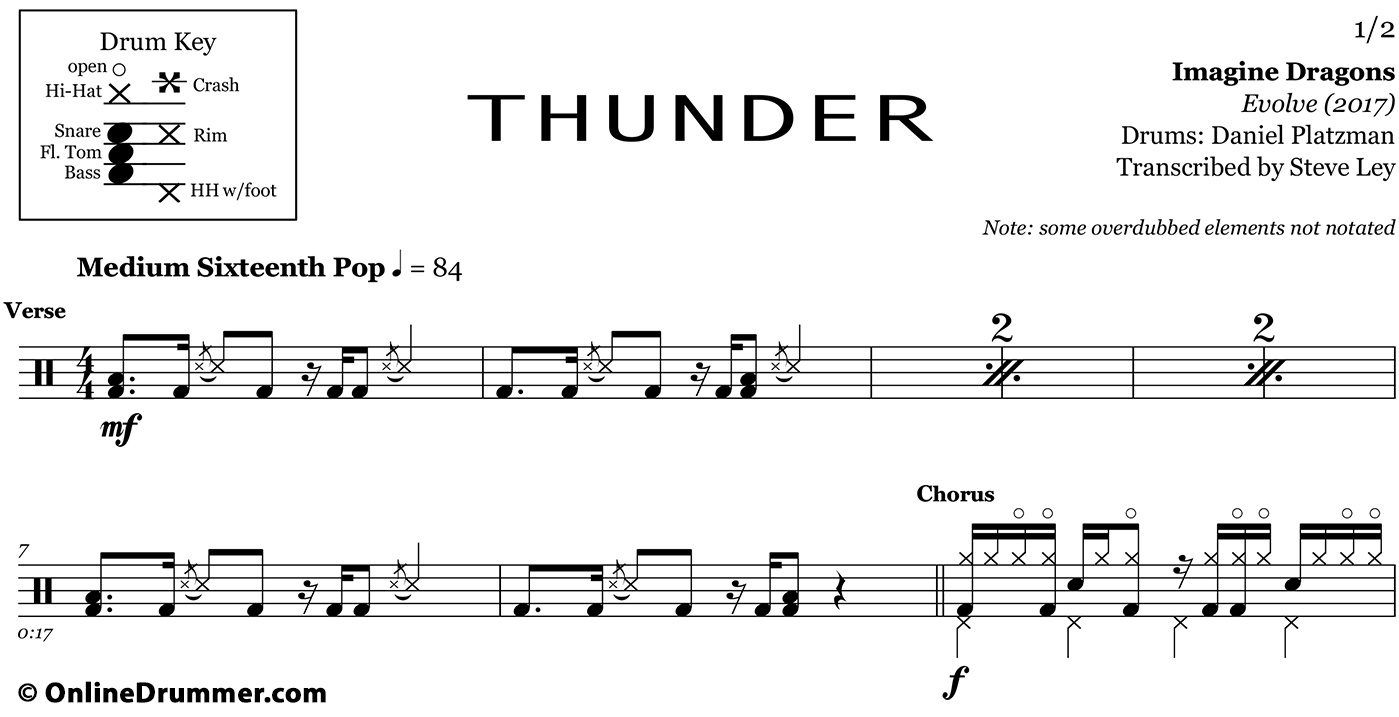 Drum Key
open
Hi-Hat
Crash
Snare
Rim
Fl. Tom
Bass
HH w/foot
THUNDER
1/2
Imagine Dragons
Evolve (2017)
Drums: Daniel Platzman
Transcribed by Steve Ley
Note: some overdubbed elements not notated
Medium Sixteenth Pop ♩ = 84
Verse
4
4
2
2
mf
Chorus
7
0:17
f
© OnlineDrummer.com